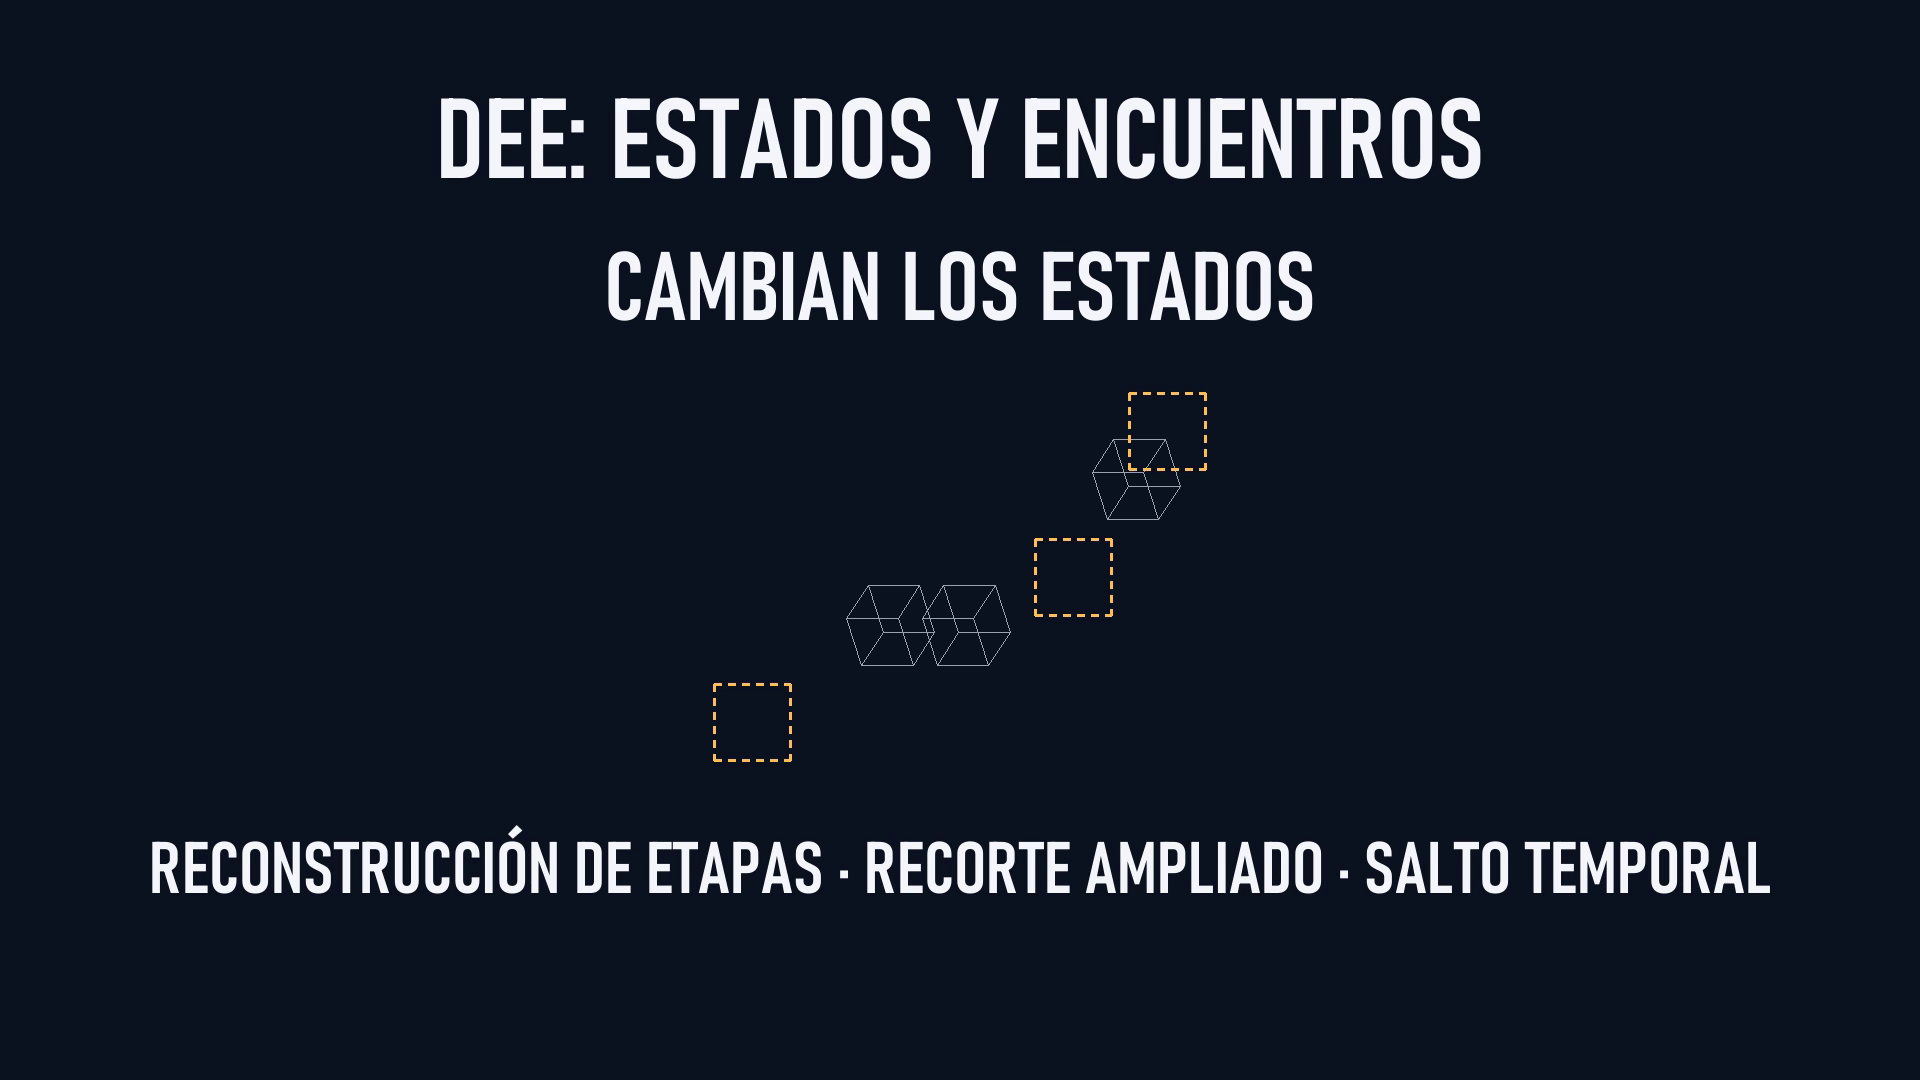 DEE: ESTADOS Y ENCUENTROS
CAMBIAN LOS ESTADOS
RECONSTRUCCIÓN DE ETAPAS · RECORTE AMPLIADO · SALTO TEMPORAL